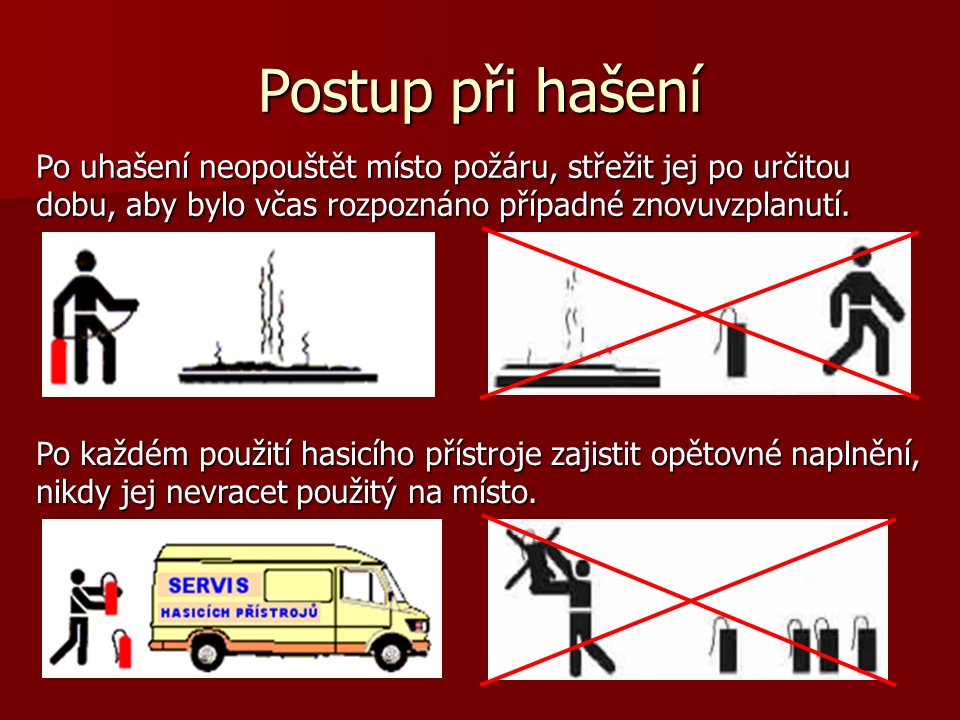 Postup při hašení
Po uhašení neopouštět místo požáru, střežit jej po určitou
dobu, aby bylo včas rozpoznáno případné znovuvzplanutí.
Po každém použití hasicího přístroje zajistit opětovné naplnění,
nikdy jej nevracet použitý na místo.
SERVIS
HASICÍCH PŘÍSTROJŮ